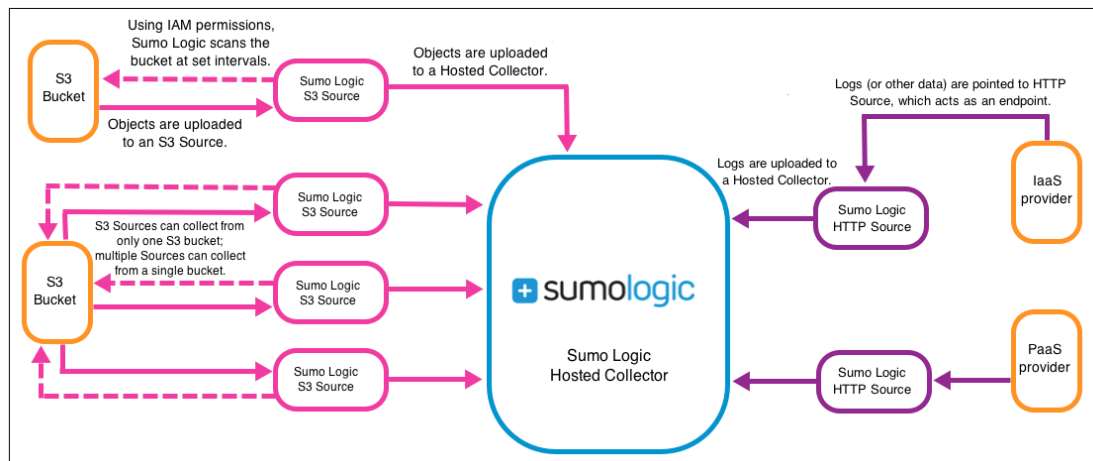 Using IAM permissions,
Sumo Logic scans the
bucket at set intervals.
S3
Bucket
Sumo Logic
S3 Source
Objects are uploaded
to an S3 Source.
Objects are uploaded
to a Hosted Collector.
Logs (or other data) are pointed to HTTP
Source, which acts as an endpoint.
Logs are uploaded to
a Hosted Collector.
Sumo Logic
HTTP Source
IaaS
provider
Sumo Logic
S3 Source
S3 Sources can collect from
only one S3 bucket;
multiple Sources can collect
from a single bucket.
S3
Bucket
Sumo Logic
S3 Source
Sumo Logic
S3 Source
sumologic
Sumo Logic
Hosted Collector
Sumo Logic
HTTP Source
PaaS
provider